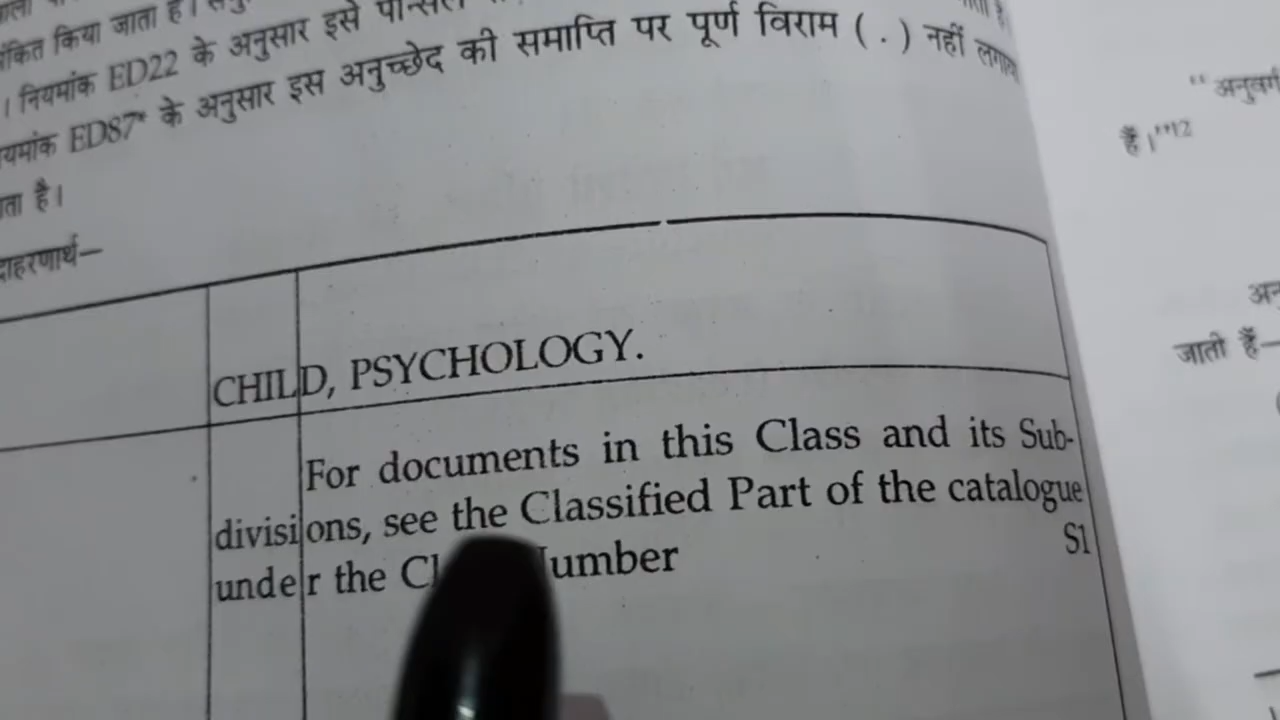 अंकित किया जाता है।
। नियमांक ED22 के अनुसार इसे पेन्सिल
यमांक ED87* के अनुसार इस अनुच्छेद की समाप्ति पर पूर्ण विराम ( . ) नहीं
ता है।
दाहरणार्थ—
CHILD, PSYCHOLOGY.
For documents in this Class and its Sub-
divisions, see the Classified Part of the catalogue
under the Cl umber
S1
“ अनुवर्ग
हैं।”12
जाती हैं—